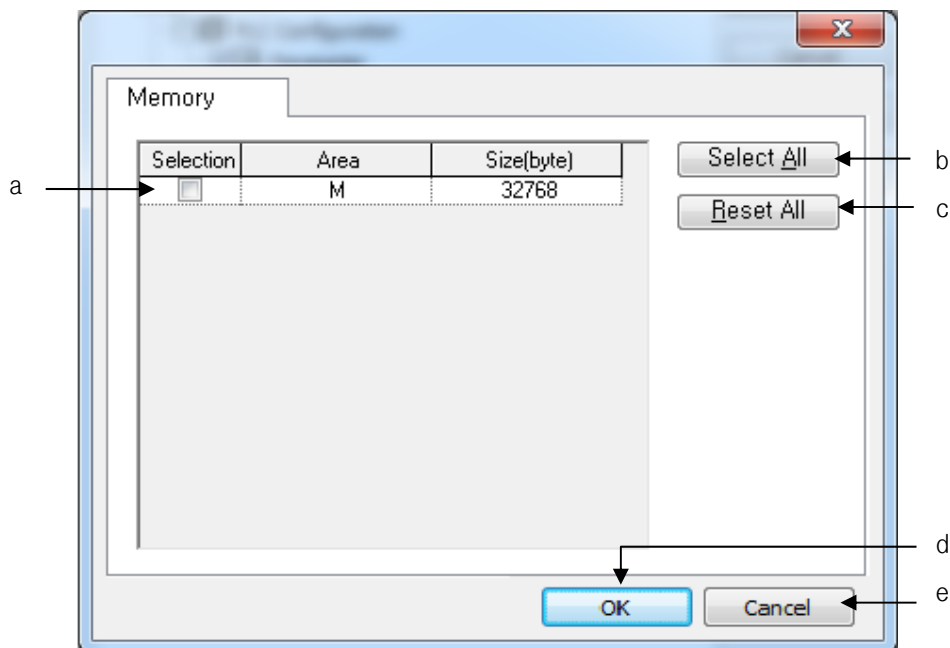 Memory
Selection Area Size(byte)
M 32768
Select All
Reset All
OK
Cancel
a
b
c
d
e